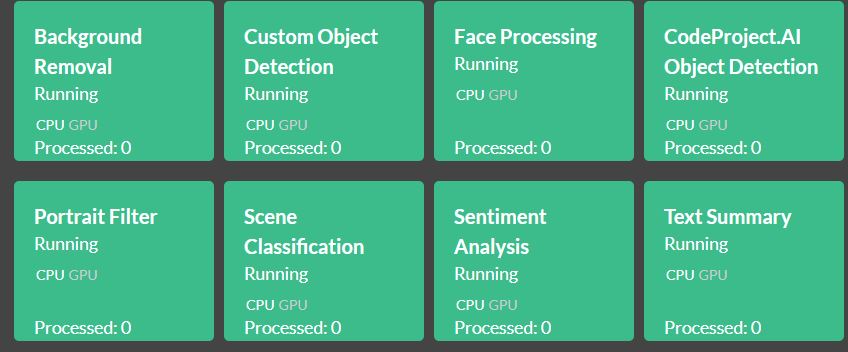 Background
Removal
Running
CPU GPU
Processed: 0
Custom Object
Detection
Running
CPU GPU
Processed: 0
Face Processing
Running
CPU GPU
Processed: 0
CodeProject.AI
Object Detection
Running
CPU GPU
Processed: 0
Portrait Filter
Running
CPU GPU
Processed: 0
Scene
Classification
Running
CPU GPU
Processed: 0
Sentiment
Analysis
Running
CPU GPU
Processed: 0
Text Summary
Running
CPU GPU
Processed: 0